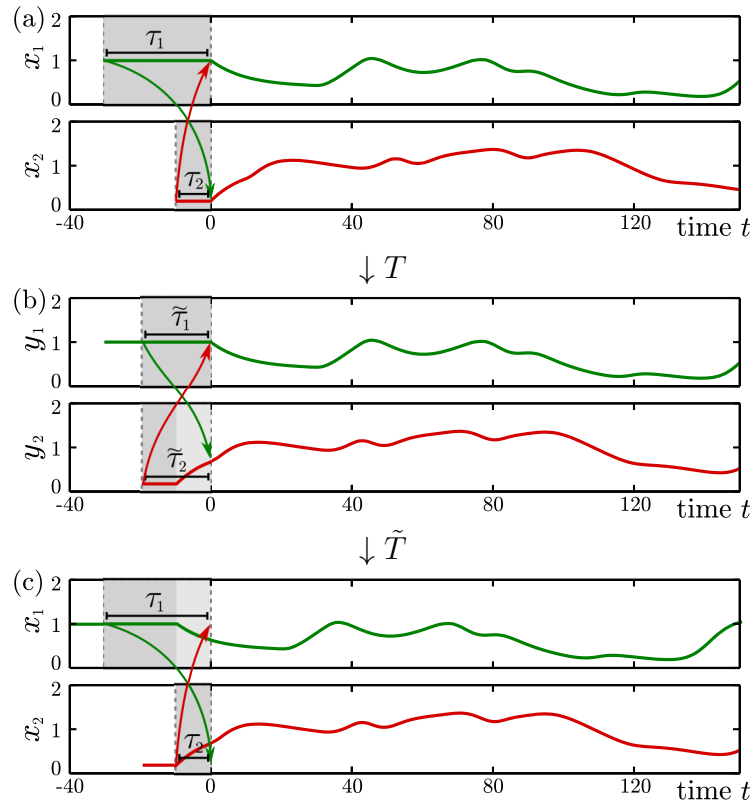 (a)
2
x₁
1
0
τ₁
2
x₂
1
0
τ₂
-40 0 40 80 120 time t
↓ T
(b)
2
y₁
1
0
τ̃₁
2
y₂
1
0
τ̃₂
-40 0 40 80 120 time t
↓ T̃
(c)
2
x₁
1
0
τ₁
2
x₂
1
0
τ₂
-40 0 40 80 120 time t